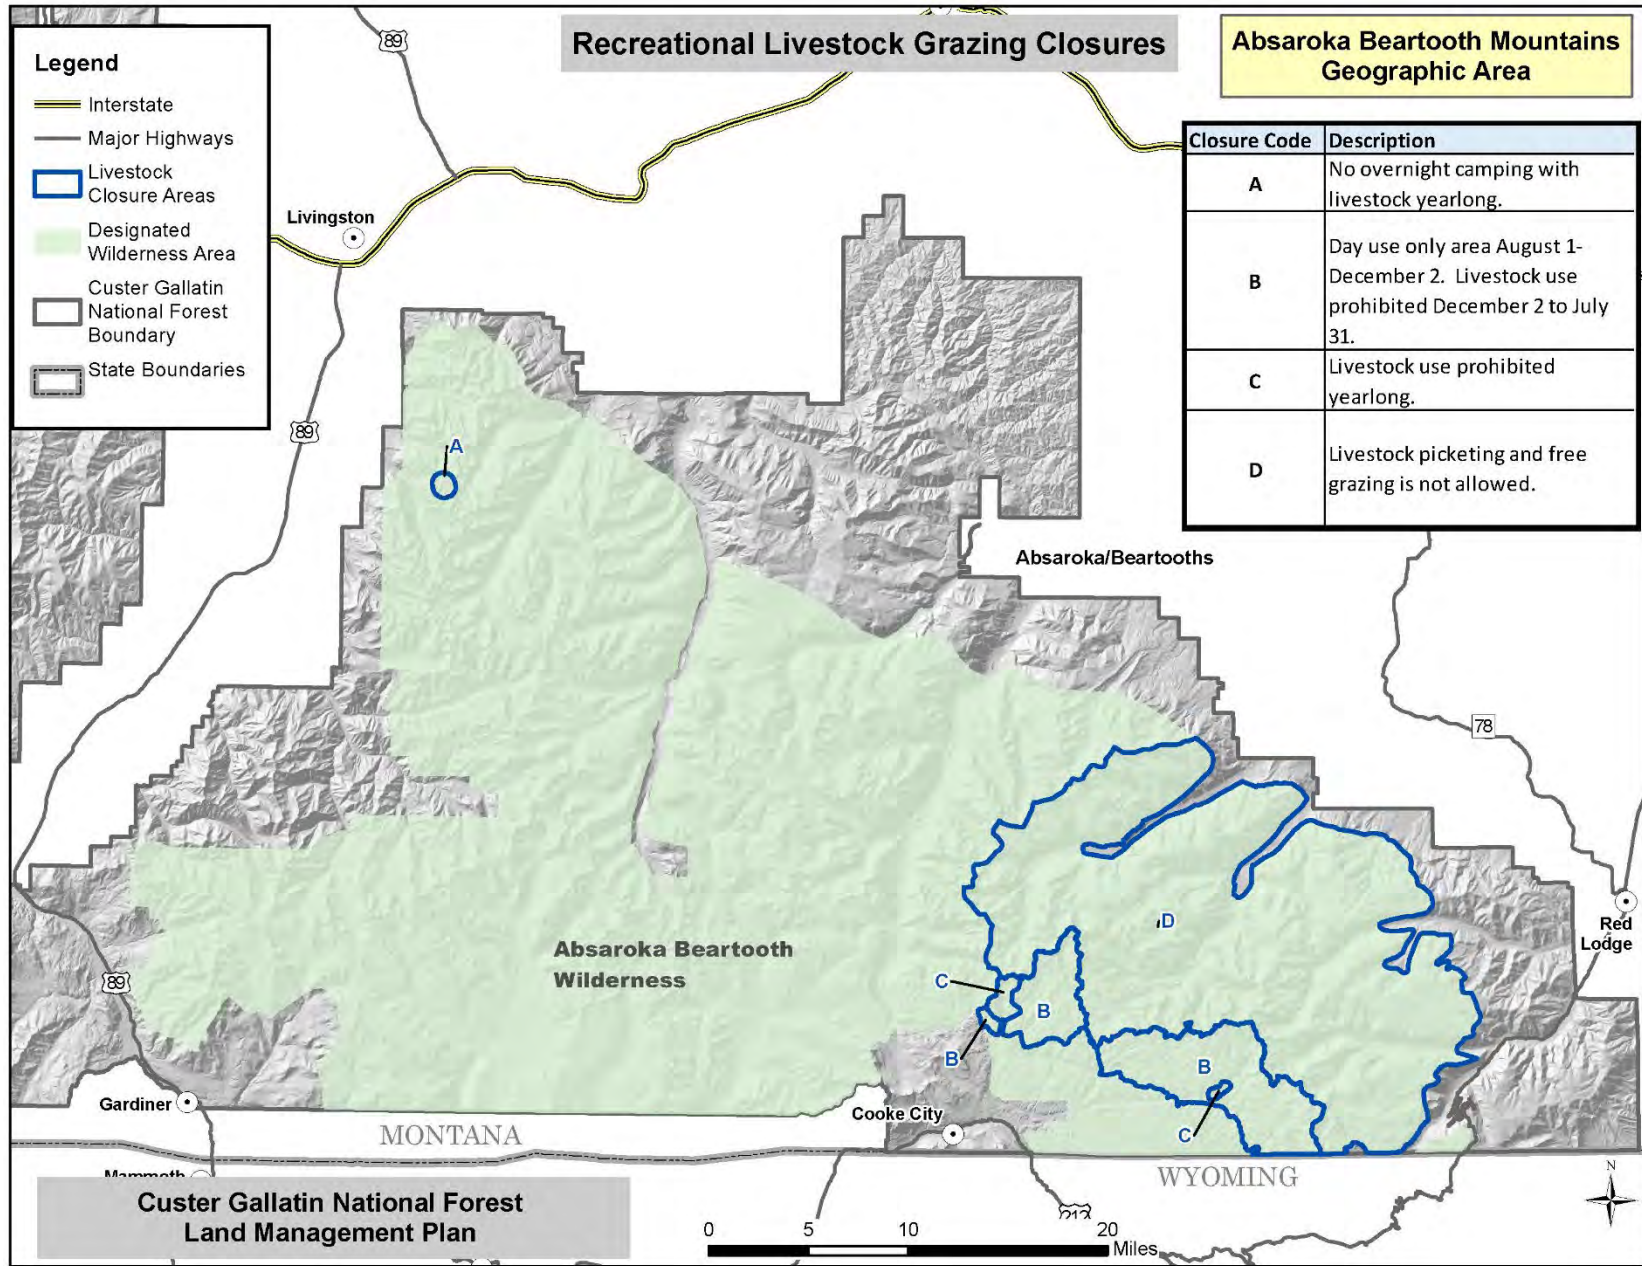 Recreational Livestock Grazing Closures
Absaroka Beartooth Mountains
Geographic Area
Legend
Interstate
Major Highways
Livestock
Closure Areas
Designated
Wilderness Area
Custer Gallatin
National Forest
Boundary
State Boundaries
Closure Code Description
A No overnight camping with
livestock yearlong.
B Day use only area August 1-
December 2. Livestock use
prohibited December 2 to July
31.
C Livestock use prohibited
yearlong.
D Livestock picketing and free
grazing is not allowed.
89
Livingston
89
A
Absaroka/Beartooths
78
D
Red
Lodge
Absaroka Beartooth
Wilderness
89
C
B
B
B
C
Gardiner
Cooke City
MONTANA
WYOMING
Mammoth
N
Custer Gallatin National Forest
Land Management Plan
0 5 10 20
Miles